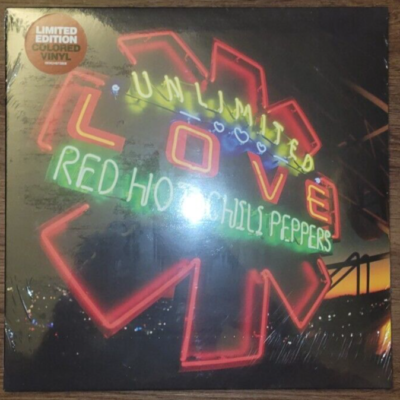 LIMITED
EDITION
COLORED
VINYL
UNLIMITED
LOVE
RED HOT CHILI PEPPERS